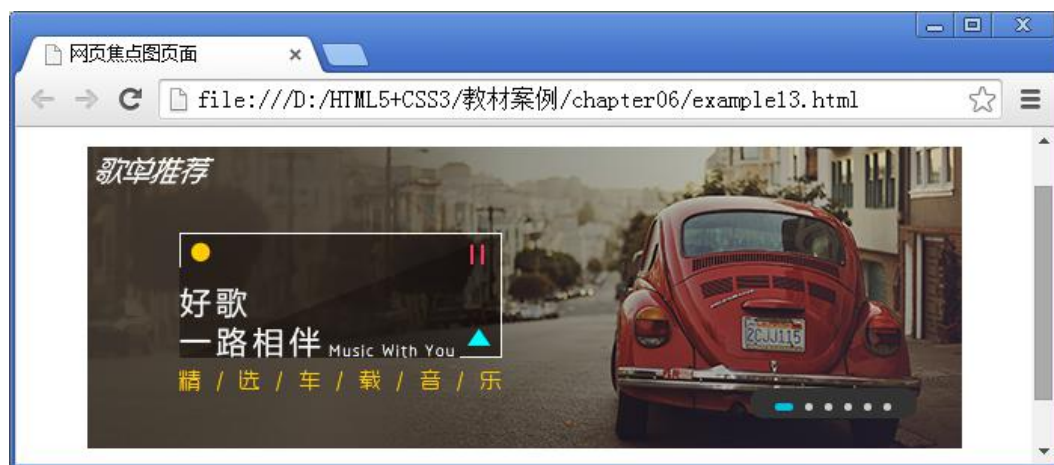 网页焦点图页面
file:///D:/HTML5+CSS3/教材案例/chapter06/example13.html
歌单推荐
好歌
一路相伴 Music With You
精 / 选 / 车 / 载 / 音 / 乐
2CJJ115